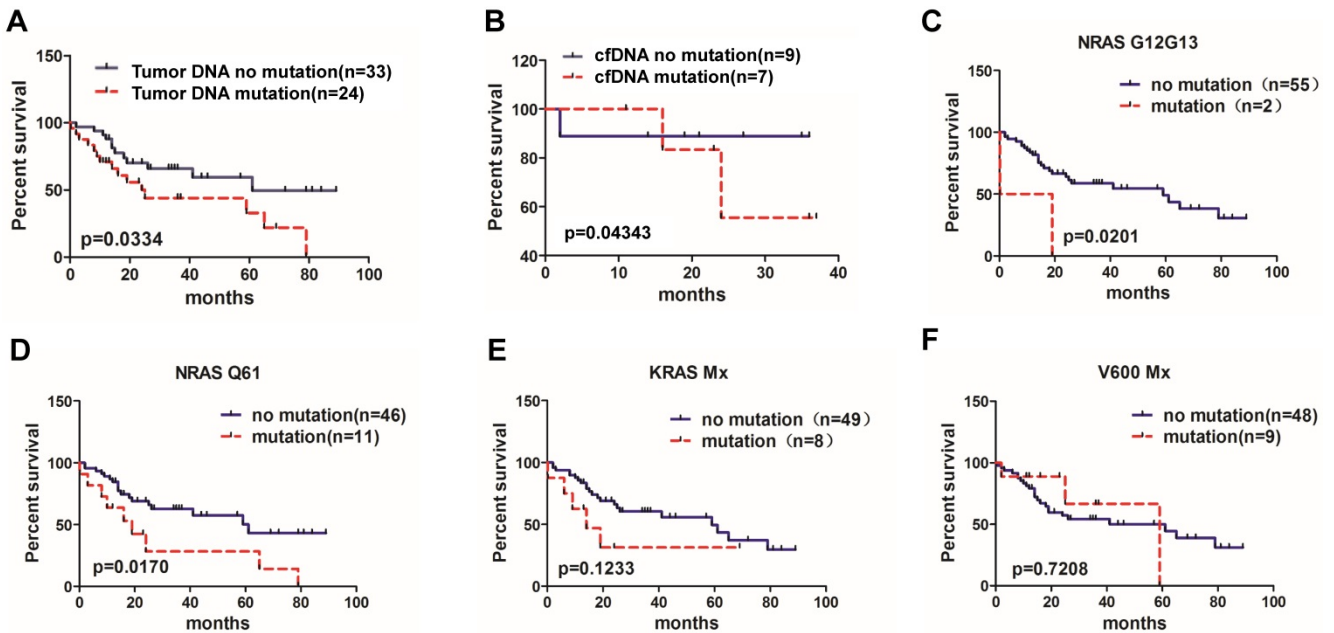 A
150
100
50
0
Percent survival
Tumor DNA no mutation(n=33)
Tumor DNA mutation(n=24)
p=0.0334
0 20 40 60 80 100
months
B
120
100
80
60
40
Percent survival
cfDNA no mutation(n=9)
cfDNA mutation(n=7)
p=0.04343
0 10 20 30 40
months
C
NRAS G12G13
150
100
50
0
Percent survival
no mutation（n=55）
mutation（n=2）
p=0.0201
0 20 40 60 80 100
months
D
NRAS Q61
150
100
50
0
Percent survival
no mutation(n=46)
mutation(n=11)
p=0.0170
0 20 40 60 80 100
months
E
KRAS Mx
150
100
50
0
Percent survival
no mutation（n=49）
mutation（n=8）
p=0.1233
0 20 40 60 80 100
months
F
V600 Mx
150
100
50
0
Percent survival
no mutation(n=48)
mutation(n=9)
p=0.7208
0 20 40 60 80 100
months